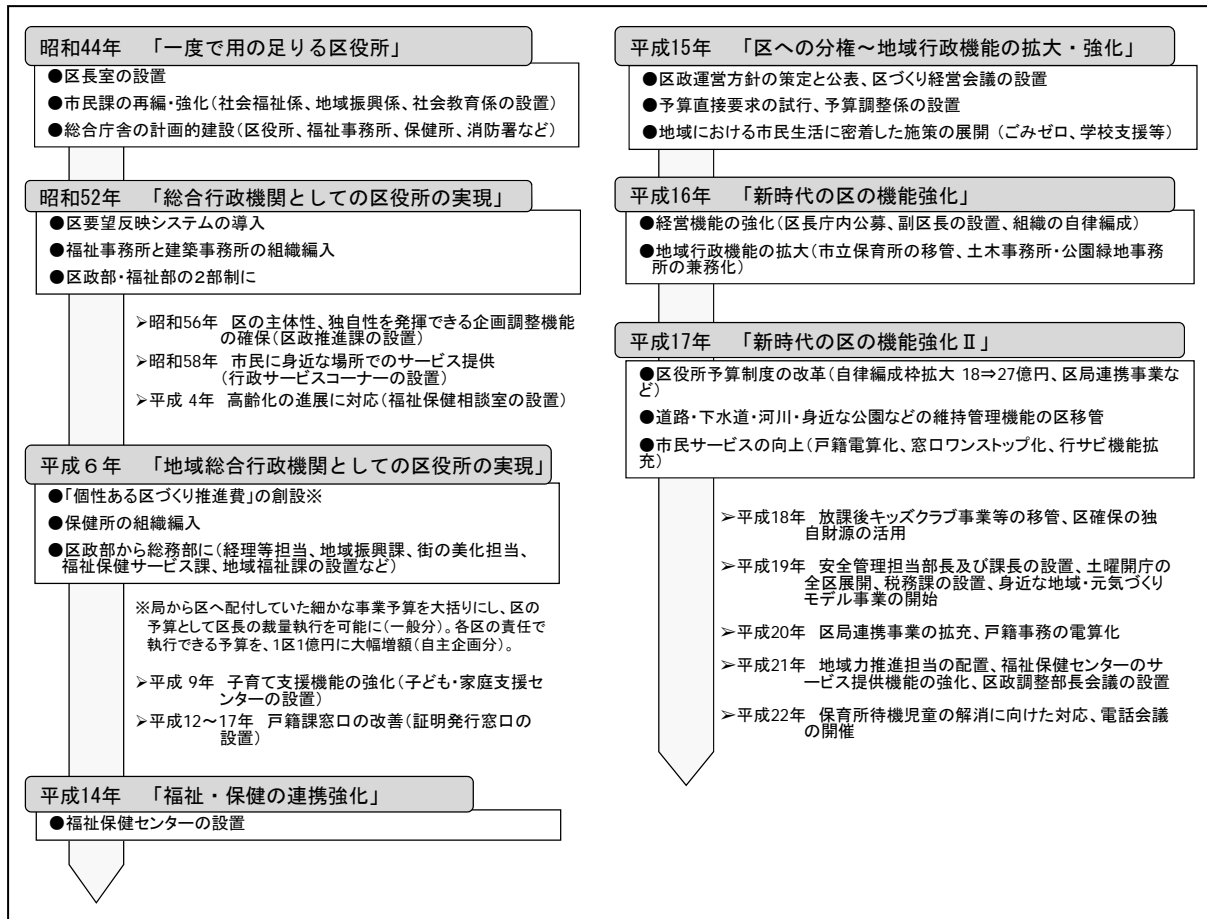 昭和44年　「一度で用の足りる区役所」
●区長室の設置
●市民課の再編・強化（社会福祉係、地域振興係、社会教育係の設置）
●総合庁舎の計画的建設（区役所、福祉事務所、保健所、消防署など）
昭和52年　「総合行政機関としての区役所の実現」
●区要望反映システムの導入
●福祉事務所と建築事務所の組織編入
●区政部・福祉部の２部制に
➢昭和56年　区の主体性、独自性を発揮できる企画調整機能
の確保（区政推進課の設置）
➢昭和58年　市民に身近な場所でのサービス提供
（行政サービスコーナーの設置）
➢平成 4年　高齢化の進展に対応（福祉保健相談室の設置）
平成６年　「地域総合行政機関としての区役所の実現」
●「個性ある区づくり推進費」の創設※
●保健所の組織編入
●区政部から総務部に（経理等担当、地域振興課、街の美化担当、
福祉保健サービス課、地域福祉課の設置など）
※局から区へ配付していた細かな事業予算を大括りにし、区の
予算として区長の裁量執行を可能に（一般分）。各区の責任で
執行できる予算を、1区1億円に大幅増額（自主企画分）。
➢平成 9年　子育て支援機能の強化（子ども・家庭支援セ
ンターの設置）
➢平成12～17年　戸籍課窓口の改善（証明発行窓口の
設置）
平成14年　「福祉・保健の連携強化」
●福祉保健センターの設置
平成15年　「区への分権～地域行政機能の拡大・強化」
●区政運営方針の策定と公表、区づくり経営会議の設置
●予算直接要求の試行、予算調整係の設置
●地域における市民生活に密着した施策の展開（ごみゼロ、学校支援等）
平成16年　「新時代の区の機能強化」
●経営機能の強化（区長庁内公募、副区長の設置、組織の自律編成）
●地域行政機能の拡大（市立保育所の移管、土木事務所・公園緑地事務
所の兼務化）
平成17年　「新時代の区の機能強化Ⅱ」
●区役所予算制度の改革（自律編成枠拡大 18⇒27億円、区局連携事業な
ど）
●道路・下水道・河川・身近な公園などの維持管理機能の区移管
●市民サービスの向上（戸籍電算化、窓口ワンストップ化、行サビ機能拡
充）
➢平成18年　放課後キッズクラブ事業等の移管、区確保の独
自財源の活用
➢平成19年　安全管理担当部長及び課長の設置、土曜開庁の
全区展開、税務課の設置、身近な地域・元気づくり
モデル事業の開始
➢平成20年　区局連携事業の拡充、戸籍事務の電算化
➢平成21年　地域力推進担当の配置、福祉保健センターのサ
ービス提供機能の強化、区政調整部長会議の設置
➢平成22年　保育所待機児童の解消に向けた対応、電話会議
の開催